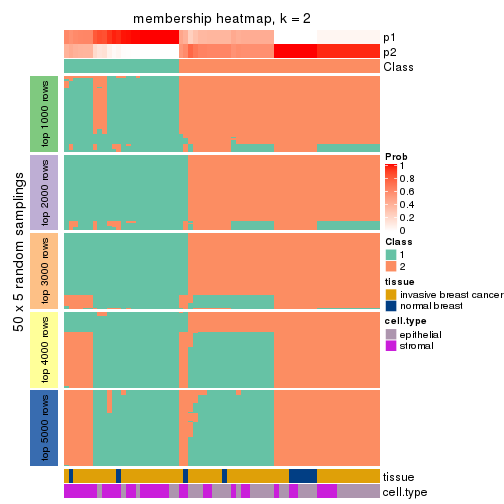 membership heatmap, k = 2
p1
p2
Class
50 x 5 random samplings
top 1000 rows
top 2000 rows
top 3000 rows
top 4000 rows
top 5000 rows
tissue
cell.type
Prob
1
0.8
0.6
0.4
0.2
0
Class
1
2
tissue
invasive breast cancer
normal breast
cell.type
epithelial
stromal